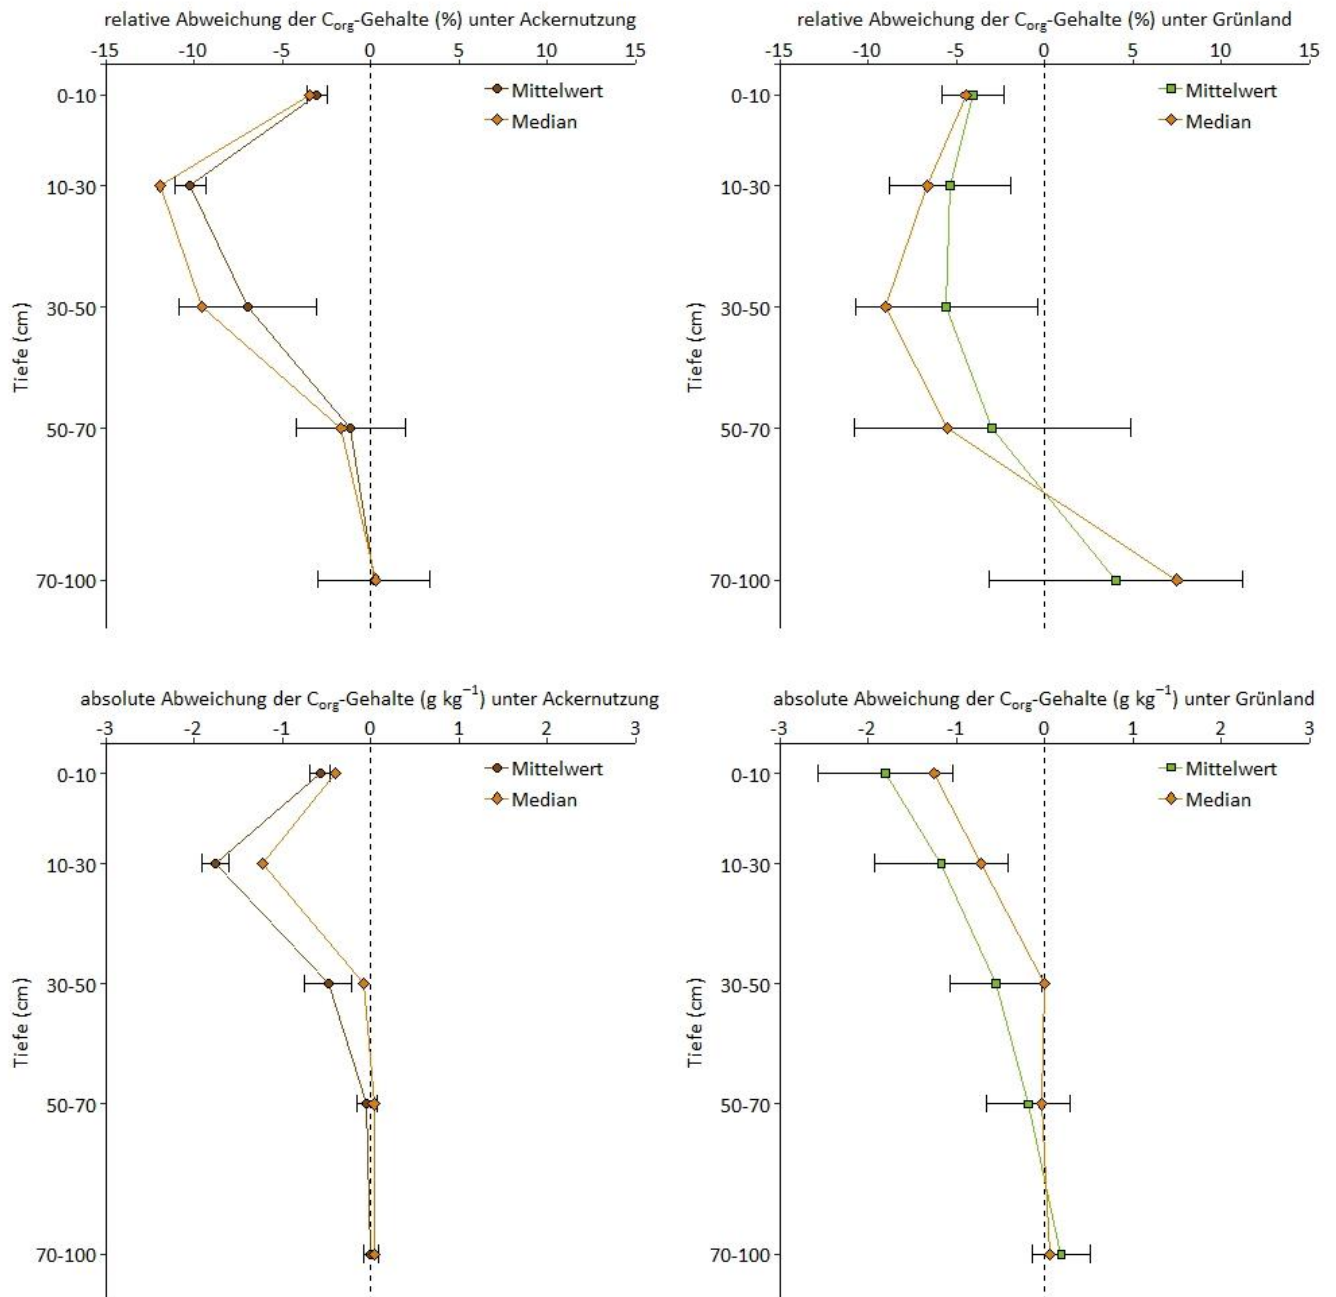 relative Abweichung der Corg-Gehalte (%) unter Ackernutzung
-15 -10 -5 0 5 10 15
Mittelwert
Median
0-10
10-30
30-50
50-70
70-100
Tiefe (cm)
relative Abweichung der Corg-Gehalte (%) unter Grünland
-15 -10 -5 0 5 10 15
Mittelwert
Median
0-10
10-30
30-50
50-70
70-100
Tiefe (cm)
absolute Abweichung der Corg-Gehalte (g kg⁻¹) unter Ackernutzung
-3 -2 -1 0 1 2 3
Mittelwert
Median
0-10
10-30
30-50
50-70
70-100
Tiefe (cm)
absolute Abweichung der Corg-Gehalte (g kg⁻¹) unter Grünland
-3 -2 -1 0 1 2 3
Mittelwert
Median
0-10
10-30
30-50
50-70
70-100
Tiefe (cm)